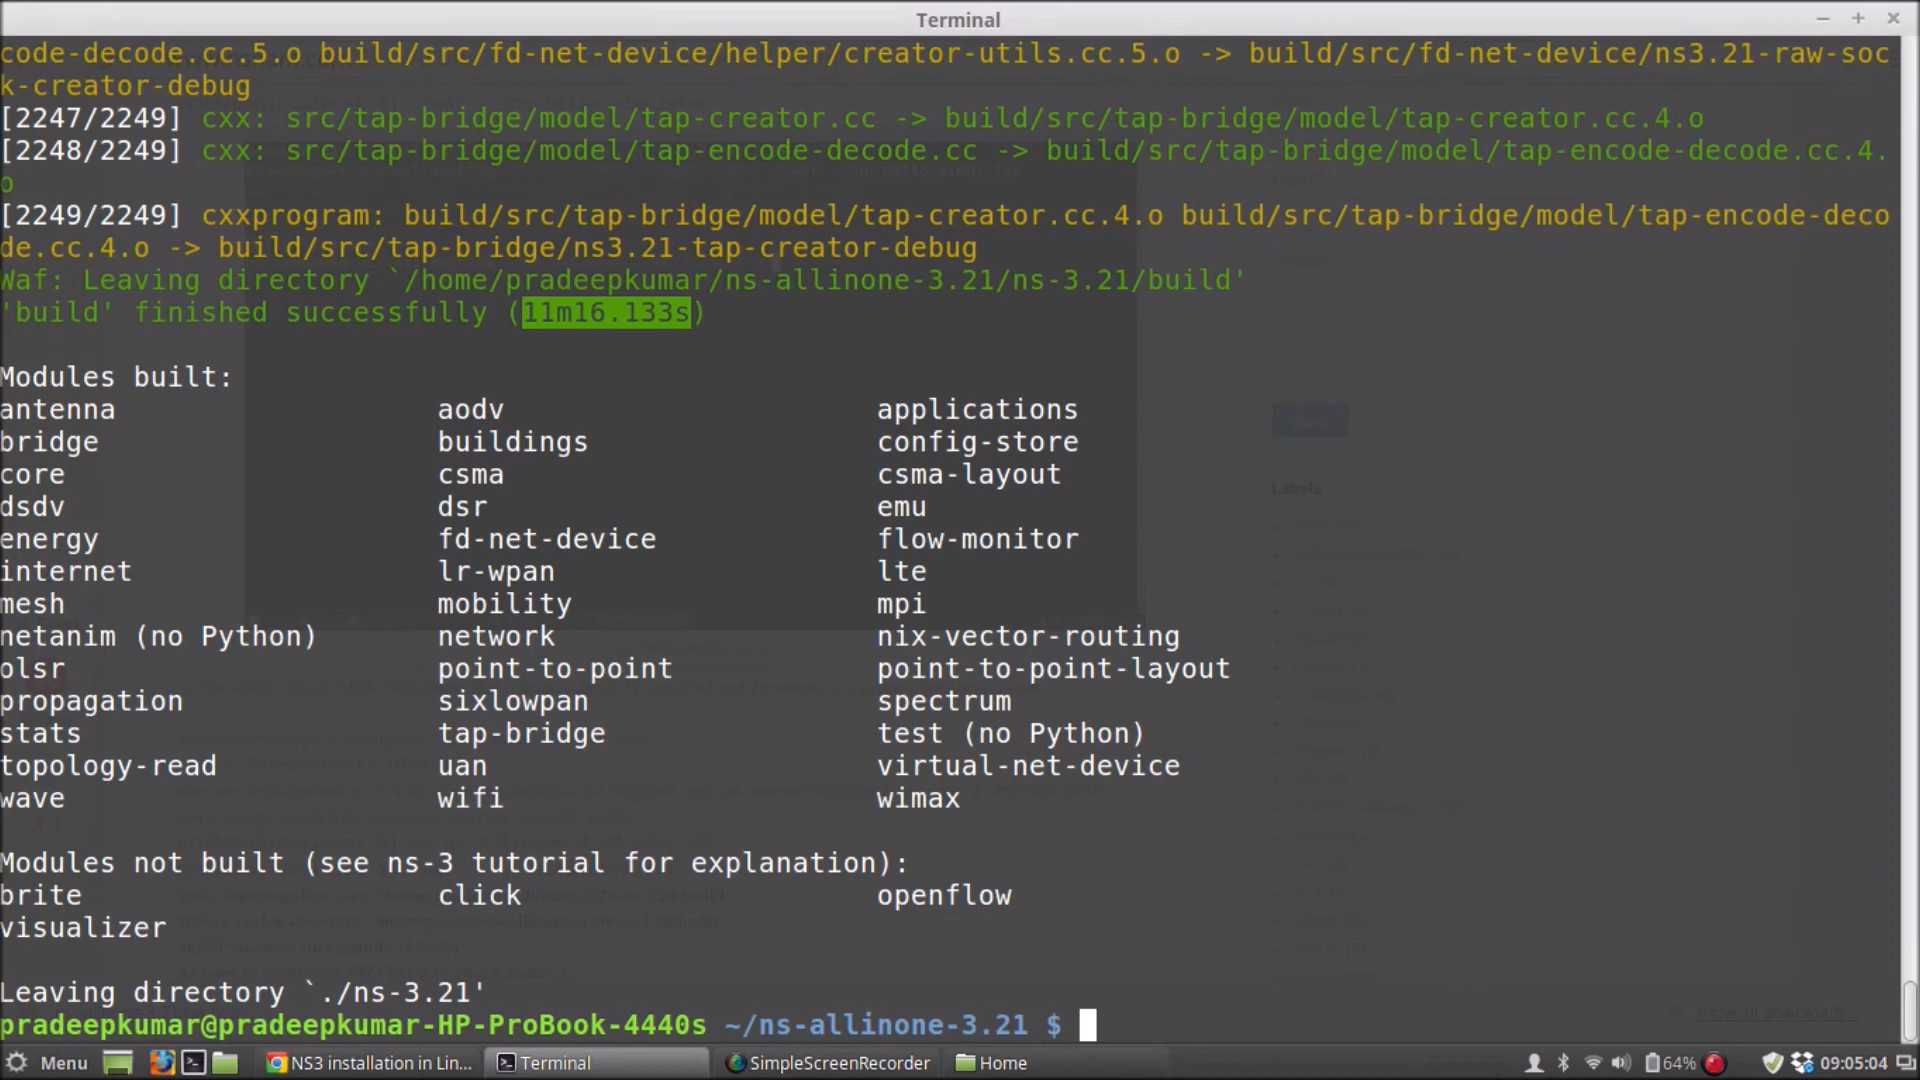 Terminal
code-decode.cc.5.o build/src/fd-net-device/helper/creator-utils.cc.5.o -> build/src/fd-net-device/ns3.21-raw-soc
k-creator-debug
[2247/2249] cxx: src/tap-bridge/model/tap-creator.cc -> build/src/tap-bridge/model/tap-creator.cc.4.o
[2248/2249] cxx: src/tap-bridge/model/tap-encode-decode.cc -> build/src/tap-bridge/model/tap-encode-decode.cc.4.
o
[2249/2249] cxxprogram: build/src/tap-bridge/model/tap-creator.cc.4.o build/src/tap-bridge/model/tap-encode-deco
de.cc.4.o -> build/src/tap-bridge/ns3.21-tap-creator-debug
Waf: Leaving directory `/home/pradeepkumar/ns-allinone-3.21/ns-3.21/build'
'build' finished successfully (11m16.133s)
Modules built:
antenna aodv applications
bridge buildings config-store
core csma csma-layout
dsdv dsr emu
energy fd-net-device flow-monitor
internet lr-wpan lte
mesh mobility mpi
netanim (no Python) network nix-vector-routing
olsr point-to-point point-to-point-layout
propagation sixlowpan spectrum
stats tap-bridge test (no Python)
topology-read uan virtual-net-device
wave wifi wimax
Modules not built (see ns-3 tutorial for explanation):
brite click openflow
visualizer
Leaving directory `./ns-3.21'
pradeepkumar@pradeepkumar-HP-ProBook-4440s ~/ns-allinone-3.21 $
Labels
Show all downloads...
Menu NS3 installation in Lin... Terminal SimpleScreenRecorder Home 64% 09:05:04